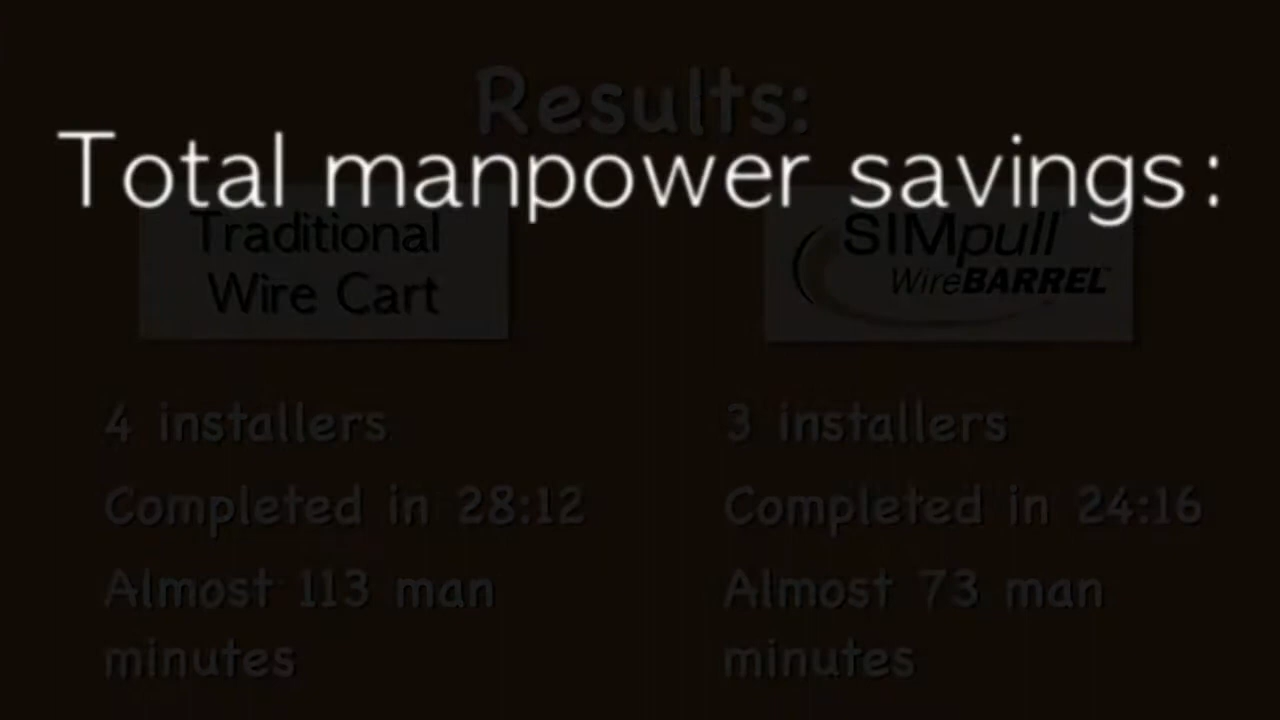 Results:
Total manpower savings:
Traditional
Wire Cart
SIMpull
WireBARREL™
4 installers
Completed in 28:12
Almost 113 man
minutes
3 installers
Completed in 24:16
Almost 73 man
minutes